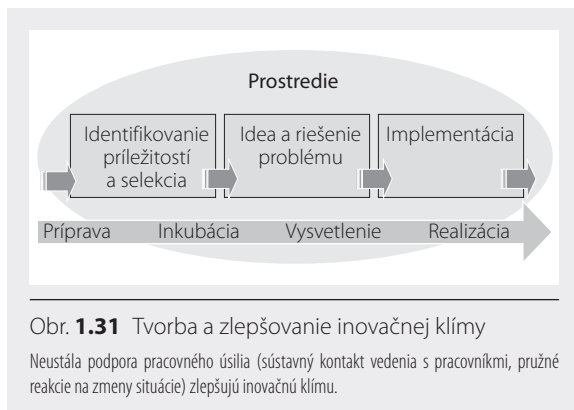 Prostredie
Identifikovanie
príležitostí
a selekcia
Idea a riešenie
problému
Implementácia
Príprava Inkubácia Vysvetlenie Realizácia
Obr. 1.31 Tvorba a zlepšovanie inovačnej klímy
Neustála podpora pracovného úsilia (sústavný kontakt vedenia s pracovníkmi, pružné
reakcie na zmeny situácie) zlepšujú inovačnú klímu.